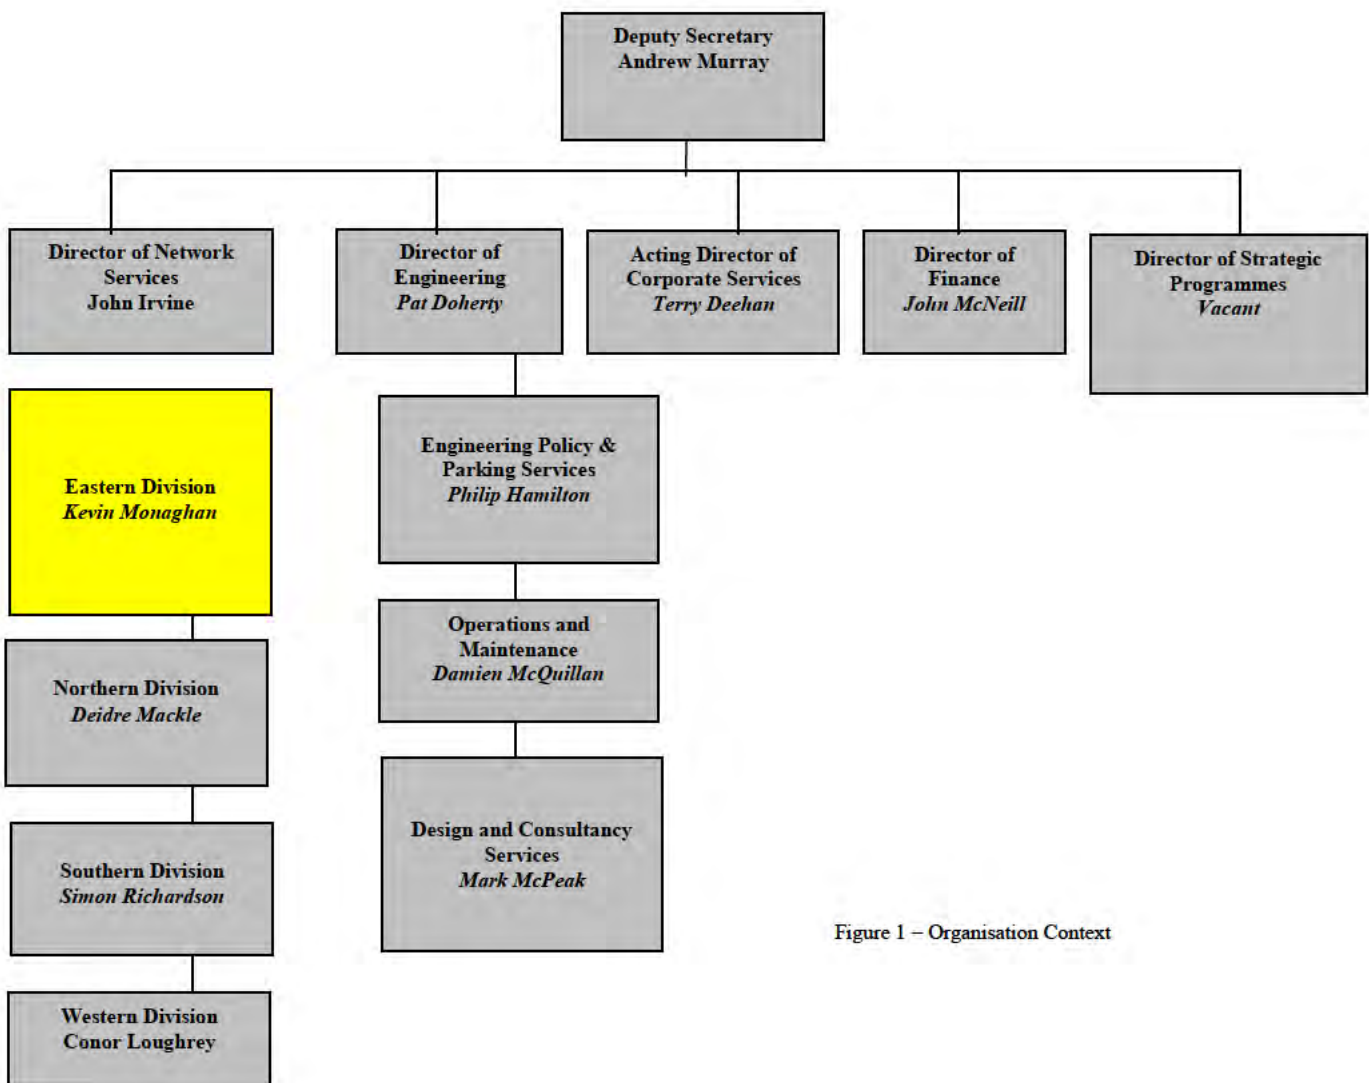 Deputy Secretary
Andrew Murray
Director of Network
Services
John Irvine
Director of
Engineering
Pat Doherty
Acting Director of
Corporate Services
Terry Deehan
Director of
Finance
John McNeill
Director of Strategic
Programmes
Vacant
Eastern Division
Kevin Monaghan
Engineering Policy &
Parking Services
Philip Hamilton
Operations and
Maintenance
Damien McQuillan
Northern Division
Deidre Mackle
Design and Consultancy
Services
Mark McPeak
Southern Division
Simon Richardson
Western Division
Conor Loughrey
Figure 1 – Organisation Context